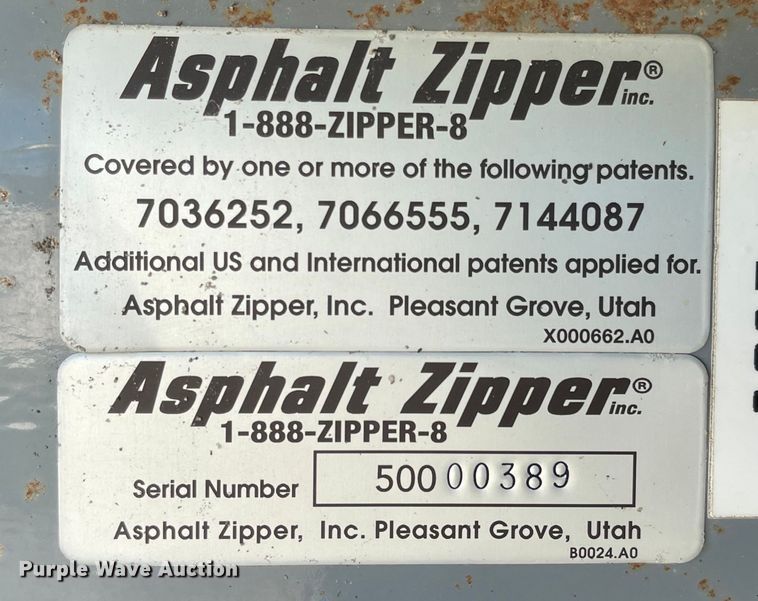 Asphalt Zipper® inc.
1-888-ZIPPER-8
Covered by one or more of the following patents.
7036252, 7066555, 7144087
Additional US and International patents applied for.
Asphalt Zipper, Inc. Pleasant Grove, Utah
X000662.A0
Asphalt Zipper® inc.
1-888-ZIPPER-8
Serial Number 500 00389
Asphalt Zipper, Inc. Pleasant Grove, Utah
B0024.A0
Purple Wave Auction